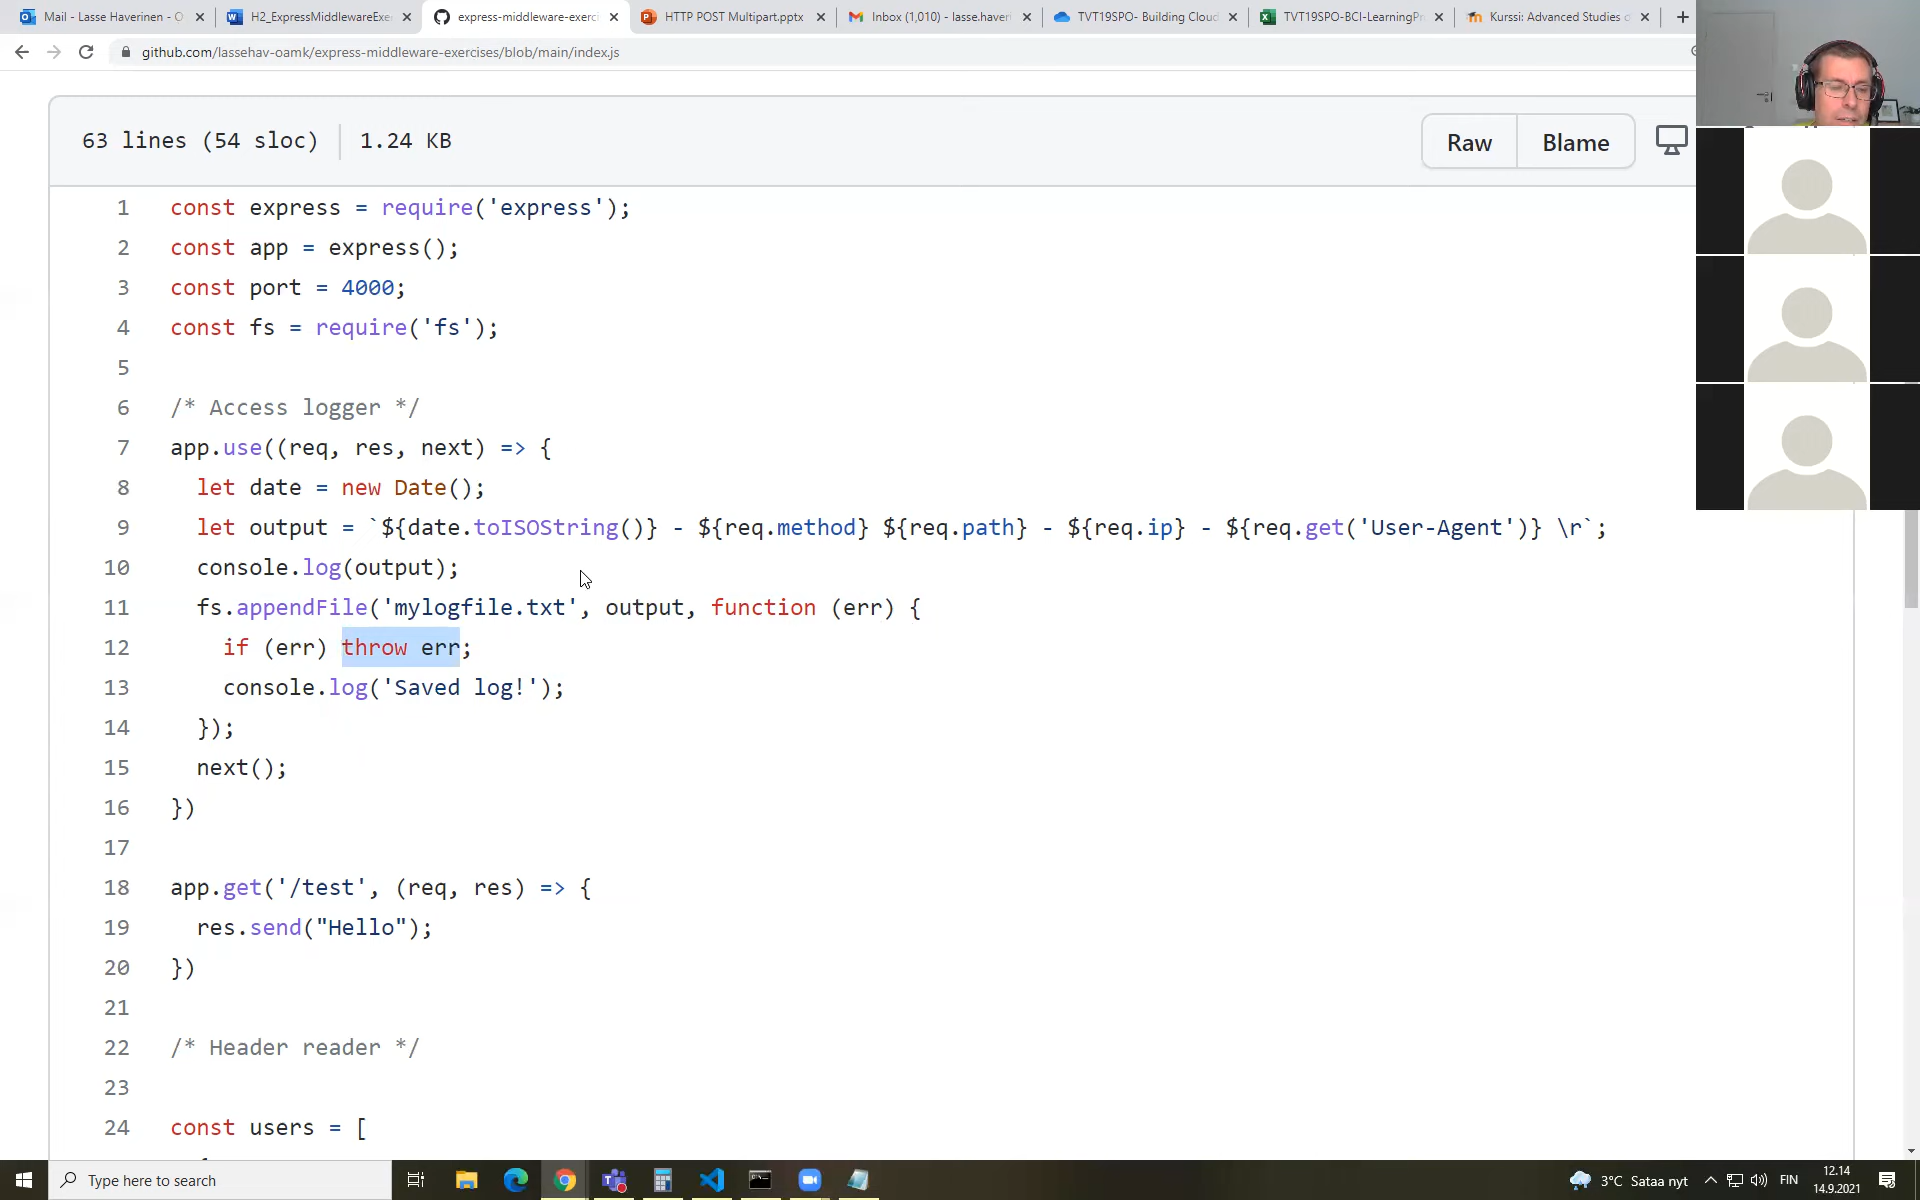 Mail - Lasse Haverinen - O
H2_ExpressMiddlewareExe
express-middleware-exerci
HTTP POST Multipart.pptx
Inbox (1,010) - lasse.haver
TVT19SPO- Building Cloud
TVT19SPO-BCI-LearningPr
Kurssi: Advanced Studies o
github.com/lassehav-oamk/express-middleware-exercises/blob/main/index.js
63 lines (54 sloc) 1.24 KB
Raw Blame
1 const express = require('express');
2 const app = express();
3 const port = 4000;
4 const fs = require('fs');
5
6 /* Access logger */
7 app.use((req, res, next) => {
8 let date = new Date();
9 let output = `${date.toISOString()} - ${req.method} ${req.path} - ${req.ip} - ${req.get('User-Agent')} \r`;
10 console.log(output);
11 fs.appendFile('mylogfile.txt', output, function (err) {
12 if (err) throw err;
13 console.log('Saved log!');
14 });
15 next();
16 })
17
18 app.get('/test', (req, res) => {
19 res.send("Hello");
20 })
21
22 /* Header reader */
23
24 const users = [
Type here to search
3°C Sataa nyt
FIN
12.14
14.9.2021